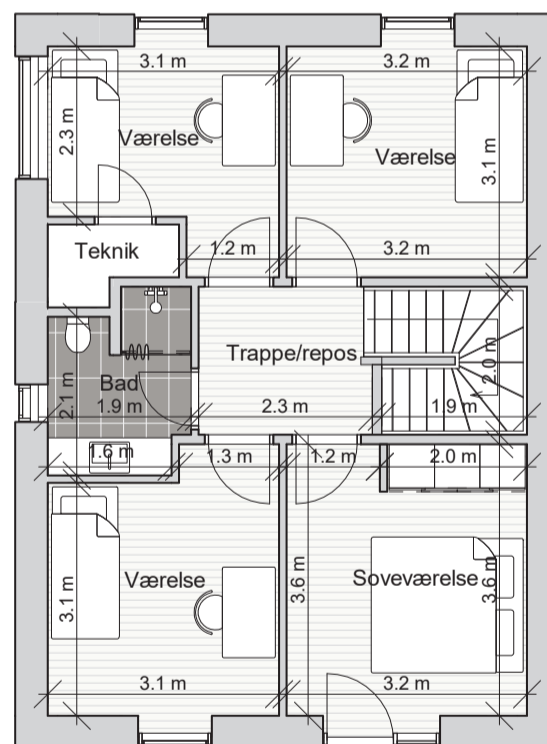 3.1 m
3.2 m
2.3 m
Værelse
Værelse
3.1 m
Teknik
1.2 m
3.2 m
Trappe/repos
2.0 m
Bad
2.1 m
1.9 m
2.3 m
1.9 m
1.6 m
1.3 m
1.2 m
2.0 m
Værelse
Soveværelse
3.1 m
3.6 m
3.6 m
3.1 m
3.2 m